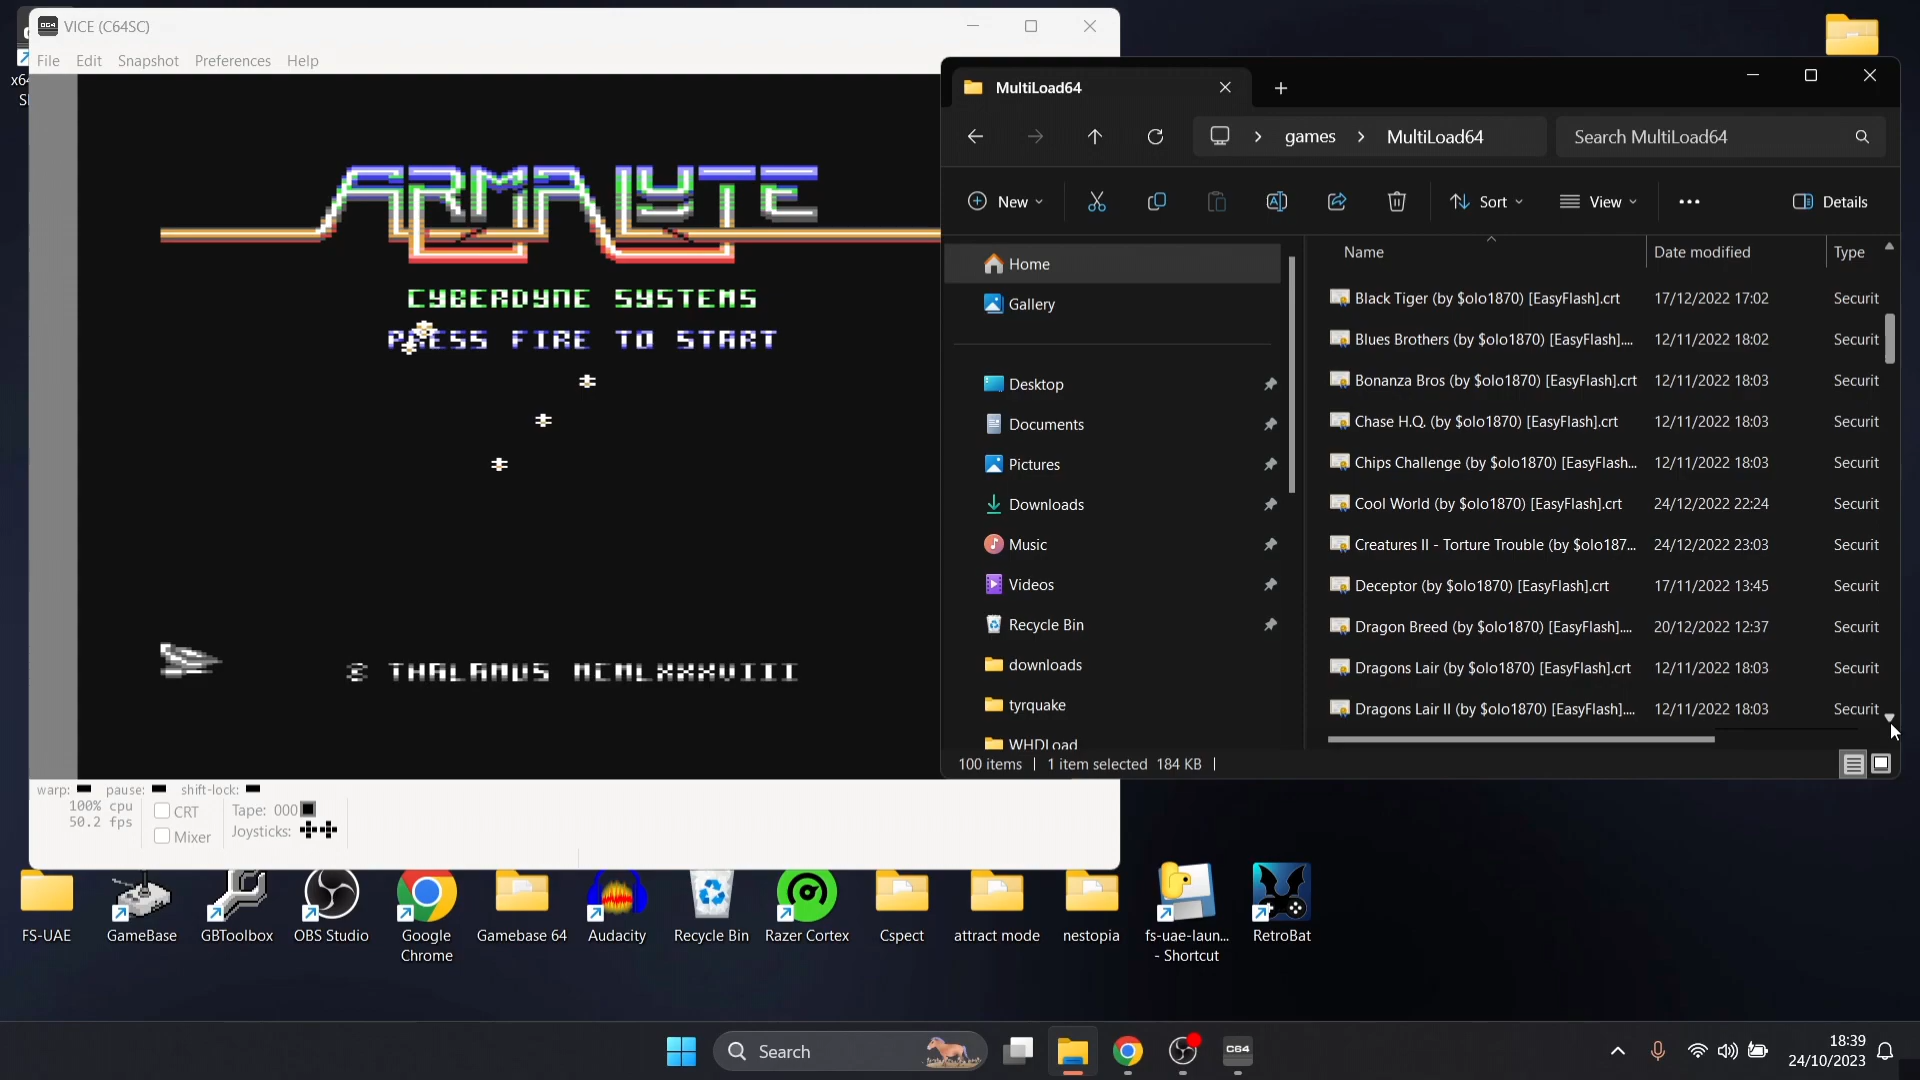 VICE (C64SC)
File Edit Snapshot Preferences Help
ARMALYTE
CYBERDYNE SYSTEMS
PRESS FIRE TO START
© THALAMUS MCMLXXXVIII
warp: pause: shift-lock:
100% cpu
50.2 fps
CRT
Mixer
Tape: 000
Joysticks:
MultiLoad64
games MultiLoad64
Search MultiLoad64
New
Sort
View
Details
Home
Gallery
Desktop
Documents
Pictures
Downloads
Music
Videos
Recycle Bin
downloads
tyrquake
WHDLoad
Name Date modified Type
Black Tiger (by $olo1870) [EasyFlash].crt 17/12/2022 17:02 Securit
Blues Brothers (by $olo1870) [EasyFlash].... 12/11/2022 18:02 Securit
Bonanza Bros (by $olo1870) [EasyFlash].crt 12/11/2022 18:03 Securit
Chase H.Q. (by $olo1870) [EasyFlash].crt 12/11/2022 18:03 Securit
Chips Challenge (by $olo1870) [EasyFlash... 12/11/2022 18:03 Securit
Cool World (by $olo1870) [EasyFlash].crt 24/12/2022 22:24 Securit
Creatures II - Torture Trouble (by $olo187... 24/12/2022 23:03 Securit
Deceptor (by $olo1870) [EasyFlash].crt 17/11/2022 13:45 Securit
Dragon Breed (by $olo1870) [EasyFlash].... 20/12/2022 12:37 Securit
Dragons Lair (by $olo1870) [EasyFlash].crt 12/11/2022 18:03 Securit
Dragons Lair II (by $olo1870) [EasyFlash].... 12/11/2022 18:03 Securit
100 items 1 item selected 184 KB
x64
FS-UAE
GameBase
GBToolbox
OBS Studio
Google
Chrome
Gamebase 64
Audacity
Recycle Bin
Razer Cortex
Cspect
attract mode
nestopia
fs-uae-laun...
- Shortcut
RetroBat
Search
C64
18:39
24/10/2023